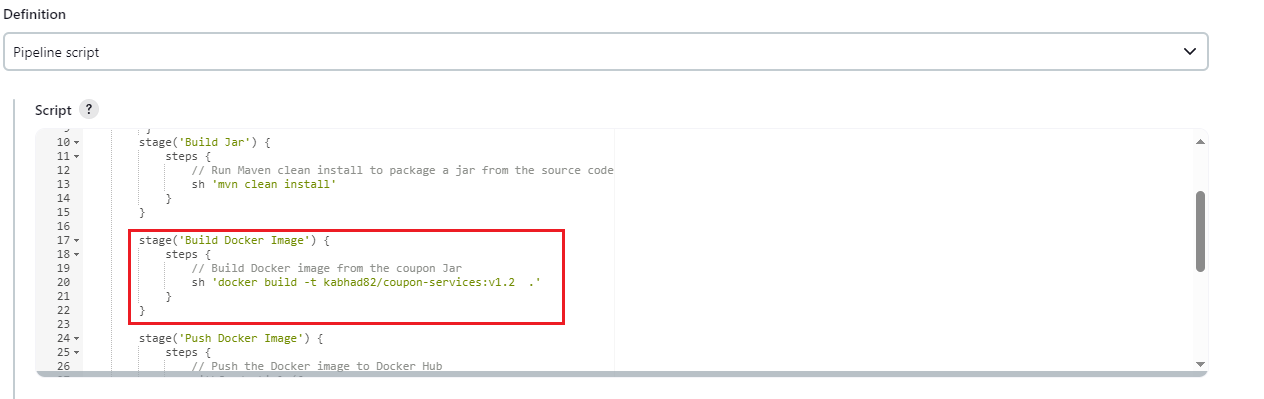 Definition
Pipeline script
Script ?
9 }
10 stage('Build Jar') {
11 steps {
12 // Run Maven clean install to package a jar from the source code
13 sh 'mvn clean install'
14 }
15 }
16
17 stage('Build Docker Image') {
18 steps {
19 // Build Docker image from the coupon Jar
20 sh 'docker build -t kabhad82/coupon-services:v1.2  .'
21 }
22 }
23
24 stage('Push Docker Image') {
25 steps {
26 // Push the Docker image to Docker Hub